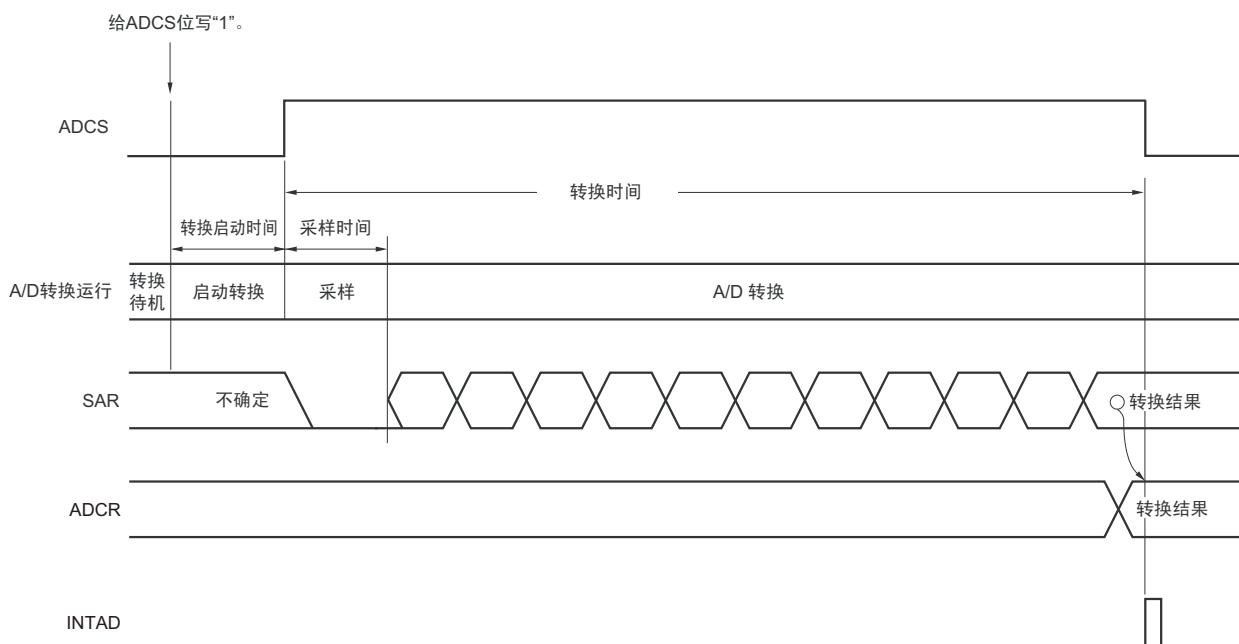 给ADCS位写“1”。
ADCS
转换时间
转换启动时间
采样时间
A/D转换运行
转换
待机
启动转换
采样
A/D 转换
SAR
不确定
转换结果
ADCR
转换结果
INTAD